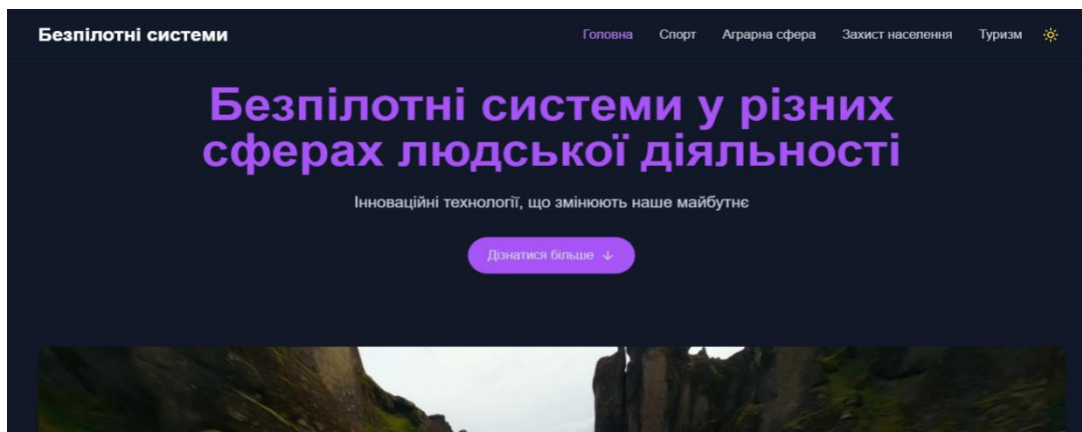 Безпілотні системи
Головна Спорт Аграрна сфера Захист населення Туризм
Безпілотні системи у різних
сферах людської діяльності
Інноваційні технології, що змінюють наше майбутнє
Дізнатися більше ↓